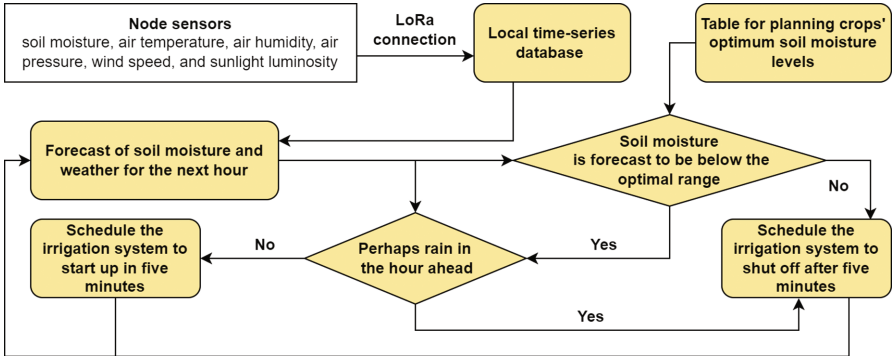 Node sensors
soil moisture, air temperature, air humidity, air
pressure, wind speed, and sunlight luminosity
LoRa
connection
Local time-series
database
Table for planning crops'
optimum soil moisture
levels
Forecast of soil moisture and
weather for the next hour
Soil moisture
is forecast to be below the
optimal range
No
Schedule the
irrigation system to
start up in five
minutes
No
Perhaps rain in
the hour ahead
Yes
Schedule the
irrigation system to
shut off after five
minutes
Yes